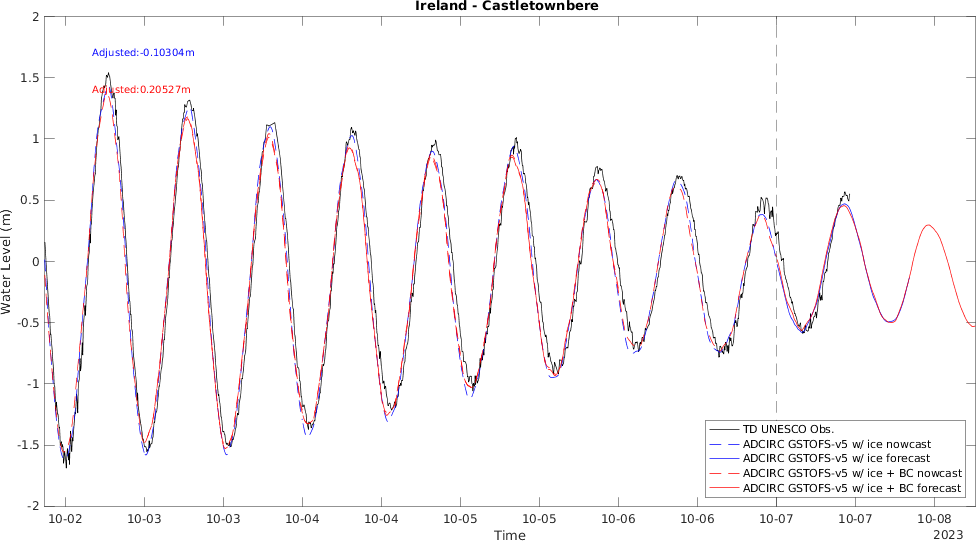 Ireland - Castletownbere
2
1.5
1
0.5
0
-0.5
-1
-1.5
-2
Water Level (m)
Adjusted:-0.10304m
Adjusted:0.20527m
TD UNESCO Obs.
ADCIRC GSTOFS-v5 w/ ice nowcast
ADCIRC GSTOFS-v5 w/ ice forecast
ADCIRC GSTOFS-v5 w/ ice + BC nowcast
ADCIRC GSTOFS-v5 w/ ice + BC forecast
10-02 10-03 10-03 10-04 10-04 10-05 10-05 10-06 10-06 10-07 10-07 10-08
Time
2023